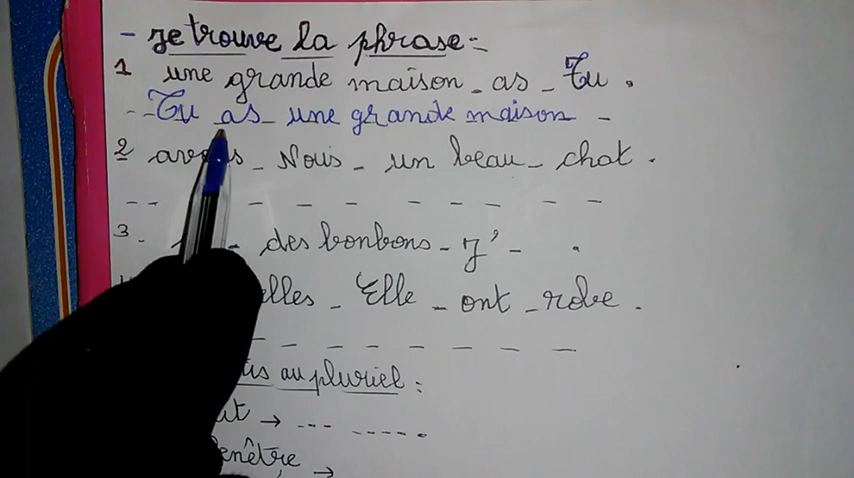 - Je trouve la phrase :
1 une grande maison - as - Tu .
- - Tu as - une grande maison -
2 - Nous - un beau - chat .
3 - des bonbons - J' - .
elles - Elle - ont - robe .
au pluriel :
→ --- ----- .
→